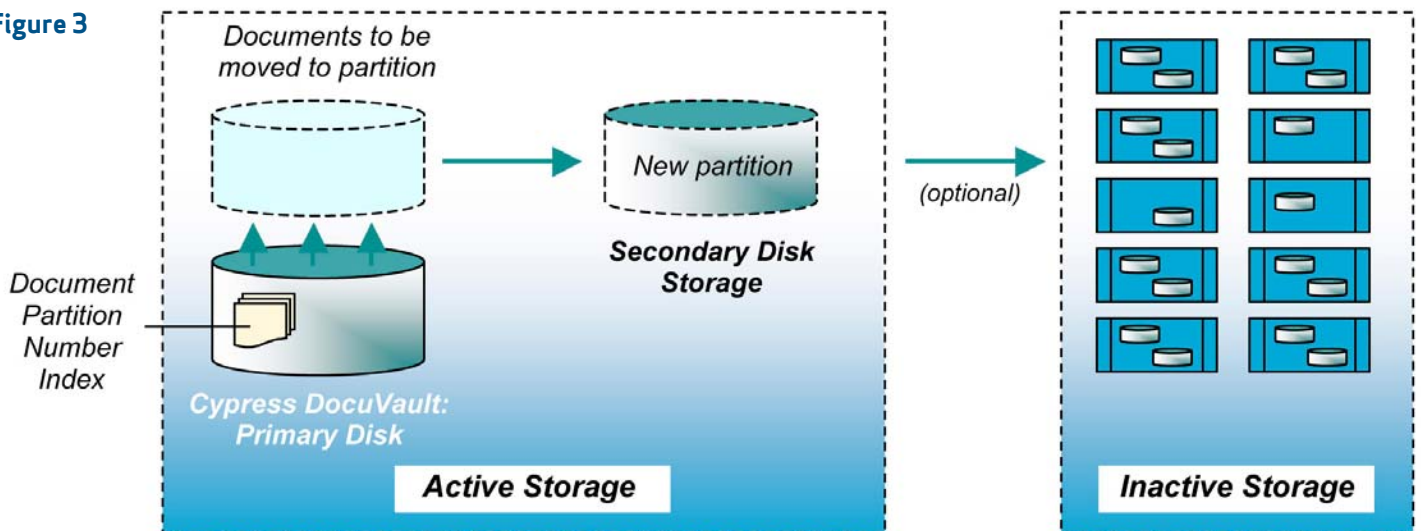 Figure 3
Documents to be
moved to partition
New partition
(optional)
Secondary Disk
Storage
Document
Partition
Number
Index
Cypress DocuVault:
Primary Disk
Active Storage
Inactive Storage